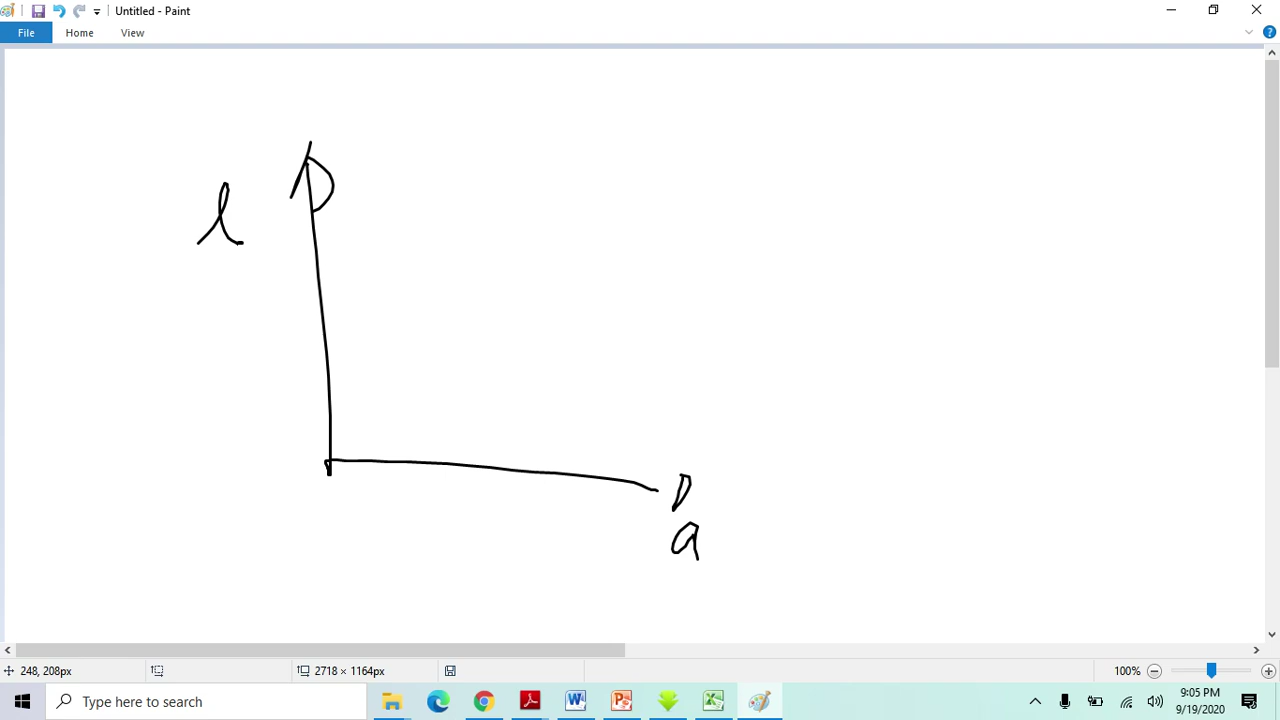 Untitled - Paint
File Home View
l
a
248, 208px
2718 × 1164px
100%
Type here to search
9:05 PM
9/19/2020